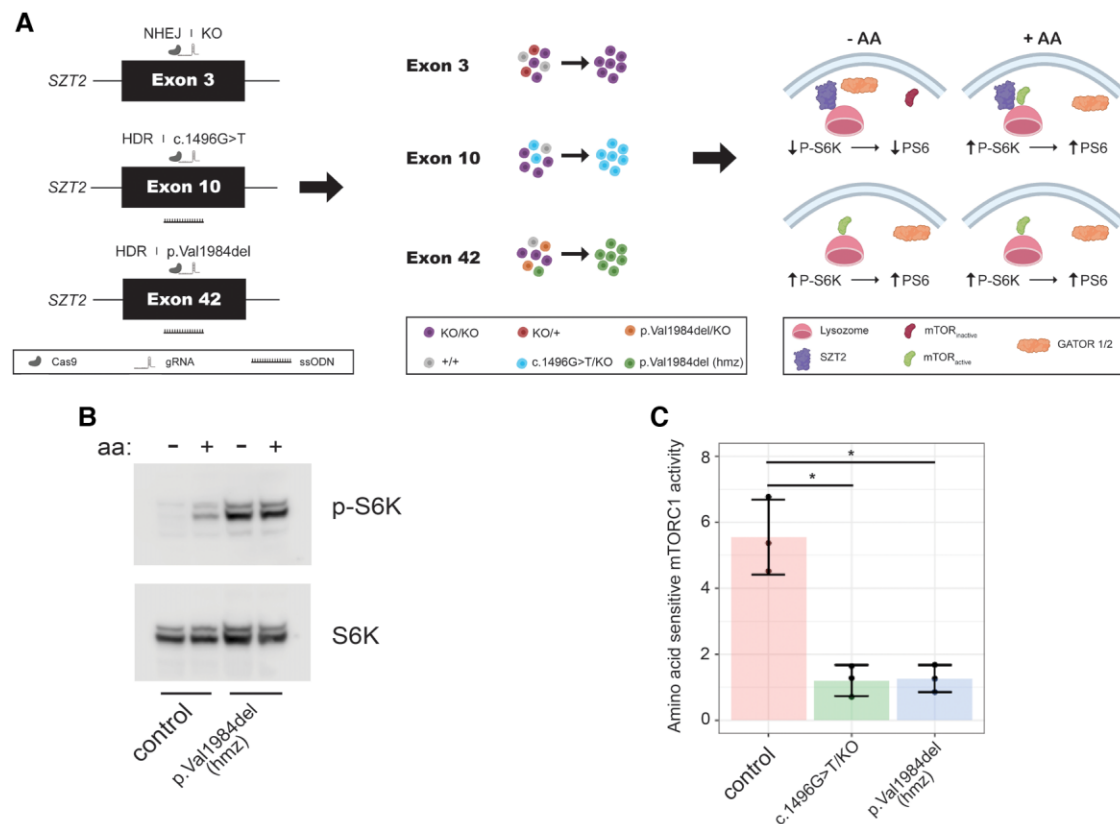 A
NHEJ KO
SZT2 Exon 3
HDR c.1496G>T
SZT2 Exon 10
HDR p.Val1984del
SZT2 Exon 42
Cas9 gRNA ssODN
Exon 3
Exon 10
Exon 42
KO/KO KO/+ p.Val1984del/KO
+/+ c.1496G>T/KO p.Val1984del (hmz)
- AA + AA
↓P-S6K → ↓PS6 ↑P-S6K → ↑PS6
↑P-S6K → ↑PS6 ↑P-S6K → ↑PS6
Lysozome mTORinactive GATOR 1/2
SZT2 mTORactive
B
aa: - + - +
p-S6K
S6K
control
p.Val1984del
(hmz)
C
Amino acid sensitive mTORC1 activity
8
6
4
2
0
*
*
control
c.1496G>T/KO
p.Val1984del
(hmz)